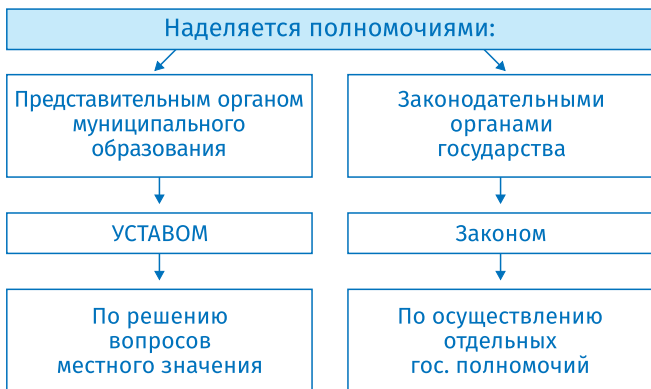 Наделяется полномочиями:
Представительным органом
муниципального
образования
Законодательными
органами
государства
УСТАВОМ
Законом
По решению
вопросов
местного значения
По осуществлению
отдельных
гос. полномочий